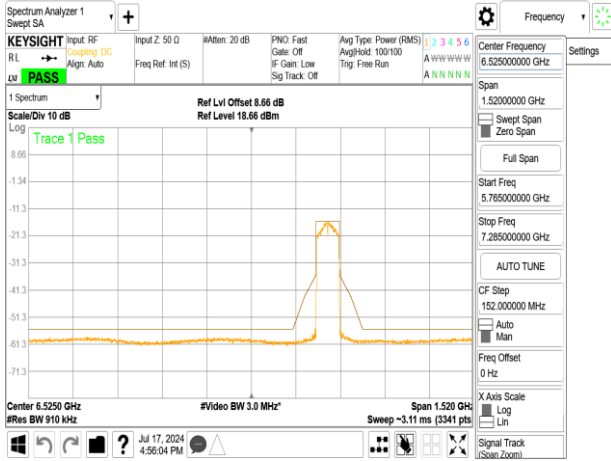 Spectrum Analyzer 1
Swept SA
Frequency
Settings
KEYSIGHT
RL
LXI
PASS
Input: RF
Coupling: DC
Align: Auto
Input Z: 50 Ω
Freq Ref: Int (S)
#Atten: 20 dB
PNO: Fast
Gate: Off
IF Gain: Low
Sig Track: Off
Avg Type: Power (RMS)
Avg|Hold: 100/100
Trig: Free Run
1 2 3 4 5 6
A W W W W W
A N N N N N
1 Spectrum
Scale/Div 10 dB
Ref Lvl Offset 8.66 dB
Ref Level 18.66 dBm
Log
Trace 1 Pass
8.66
-1.34
-11.3
-21.3
-31.3
-41.3
-51.3
-61.3
-71.3
Center 6.5250 GHz
#Res BW 910 kHz
#Video BW 3.0 MHz*
Span 1.520 GHz
Sweep ~3.11 ms (3341 pts
Center Frequency
6.525000000 GHz
Span
1.52000000 GHz
Swept Span
Zero Span
Full Span
Start Freq
5.765000000 GHz
Stop Freq
7.285000000 GHz
AUTO TUNE
CF Step
152.000000 MHz
Auto
Man
Freq Offset
0 Hz
X Axis Scale
Log
Lin
Signal Track
(Span Zoom)
Jul 17, 2024
4:56:04 PM